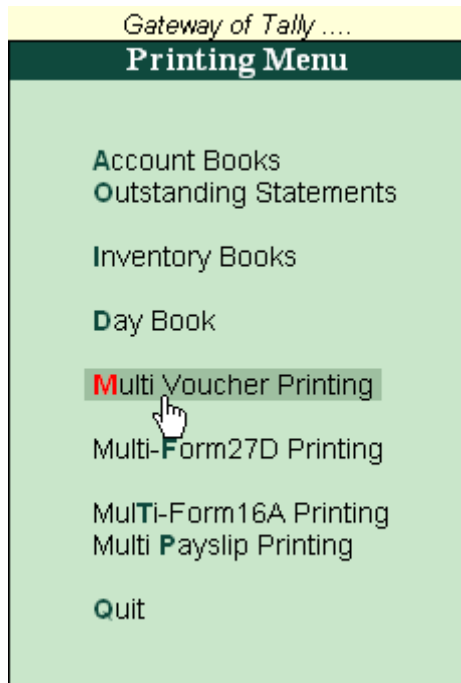 Gateway of Tally ....
Printing Menu
Account Books
Outstanding Statements
Inventory Books
Day Book
Multi Voucher Printing
Multi-Form27D Printing
MulTi-Form16A Printing
Multi Payslip Printing
Quit